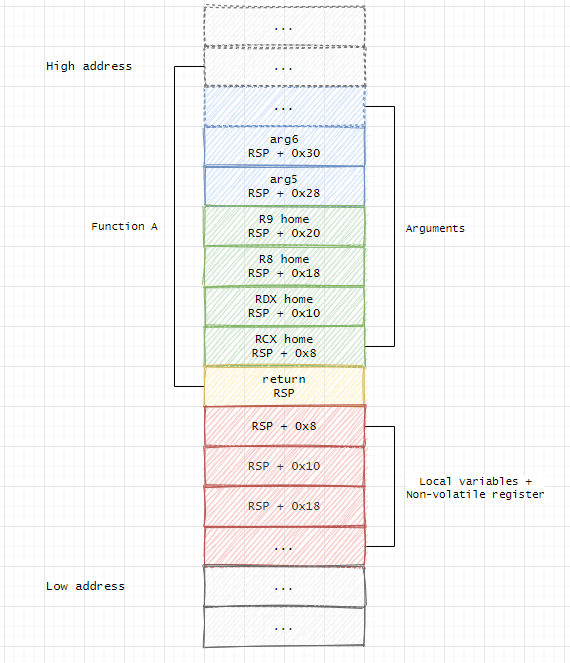 ...
High address
...
...
arg6
RSP + 0x30
arg5
RSP + 0x28
R9 home
RSP + 0x20
Function A
Arguments
R8 home
RSP + 0x18
RDX home
RSP + 0x10
RCX home
RSP + 0x8
return
RSP
RSP + 0x8
RSP + 0x10
Local variables +
Non-volatile register
RSP + 0x18
...
Low address
...
...